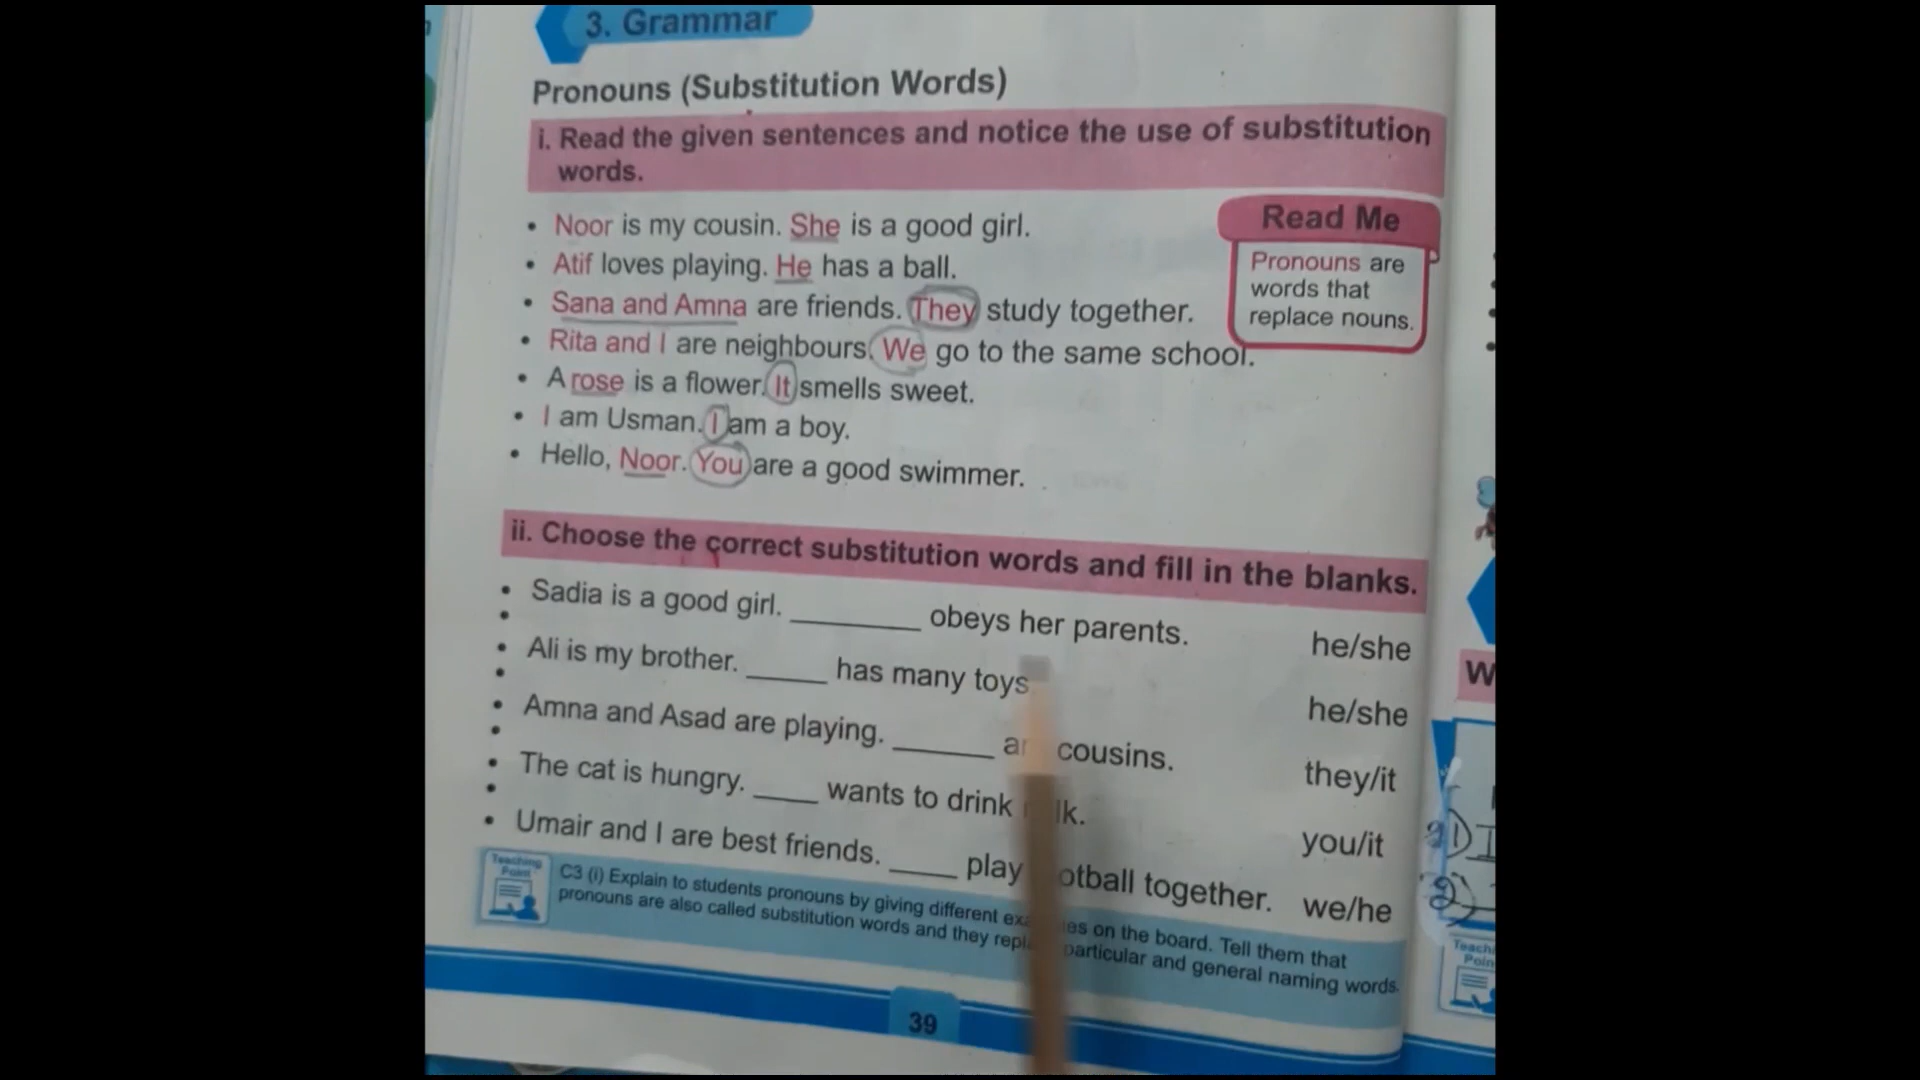 3. Grammar
Pronouns (Substitution Words)
i. Read the given sentences and notice the use of substitution
words.
• Noor is my cousin. She is a good girl.
• Atif loves playing. He has a ball.
• Sana and Amna are friends. They study together.
• Rita and I are neighbours. We go to the same school.
• A rose is a flower. It smells sweet.
• I am Usman. I am a boy.
• Hello, Noor. You are a good swimmer.
Read Me
Pronouns are
words that
replace nouns.
ii. Choose the correct substitution words and fill in the blanks.
• Sadia is a good girl. ________ obeys her parents. he/she
• Ali is my brother. _____ has many toys he/she
• Amna and Asad are playing. ______ cousins. they/it
• The cat is hungry. ____ wants to drink you/it
• Umair and I are best friends. ____ play together. we/he
Teaching
Point
C3 (i) Explain to students pronouns by giving different on the board. Tell them that
pronouns are also called substitution words and they particular and general naming words.
39
W
2)
Teach
Poin